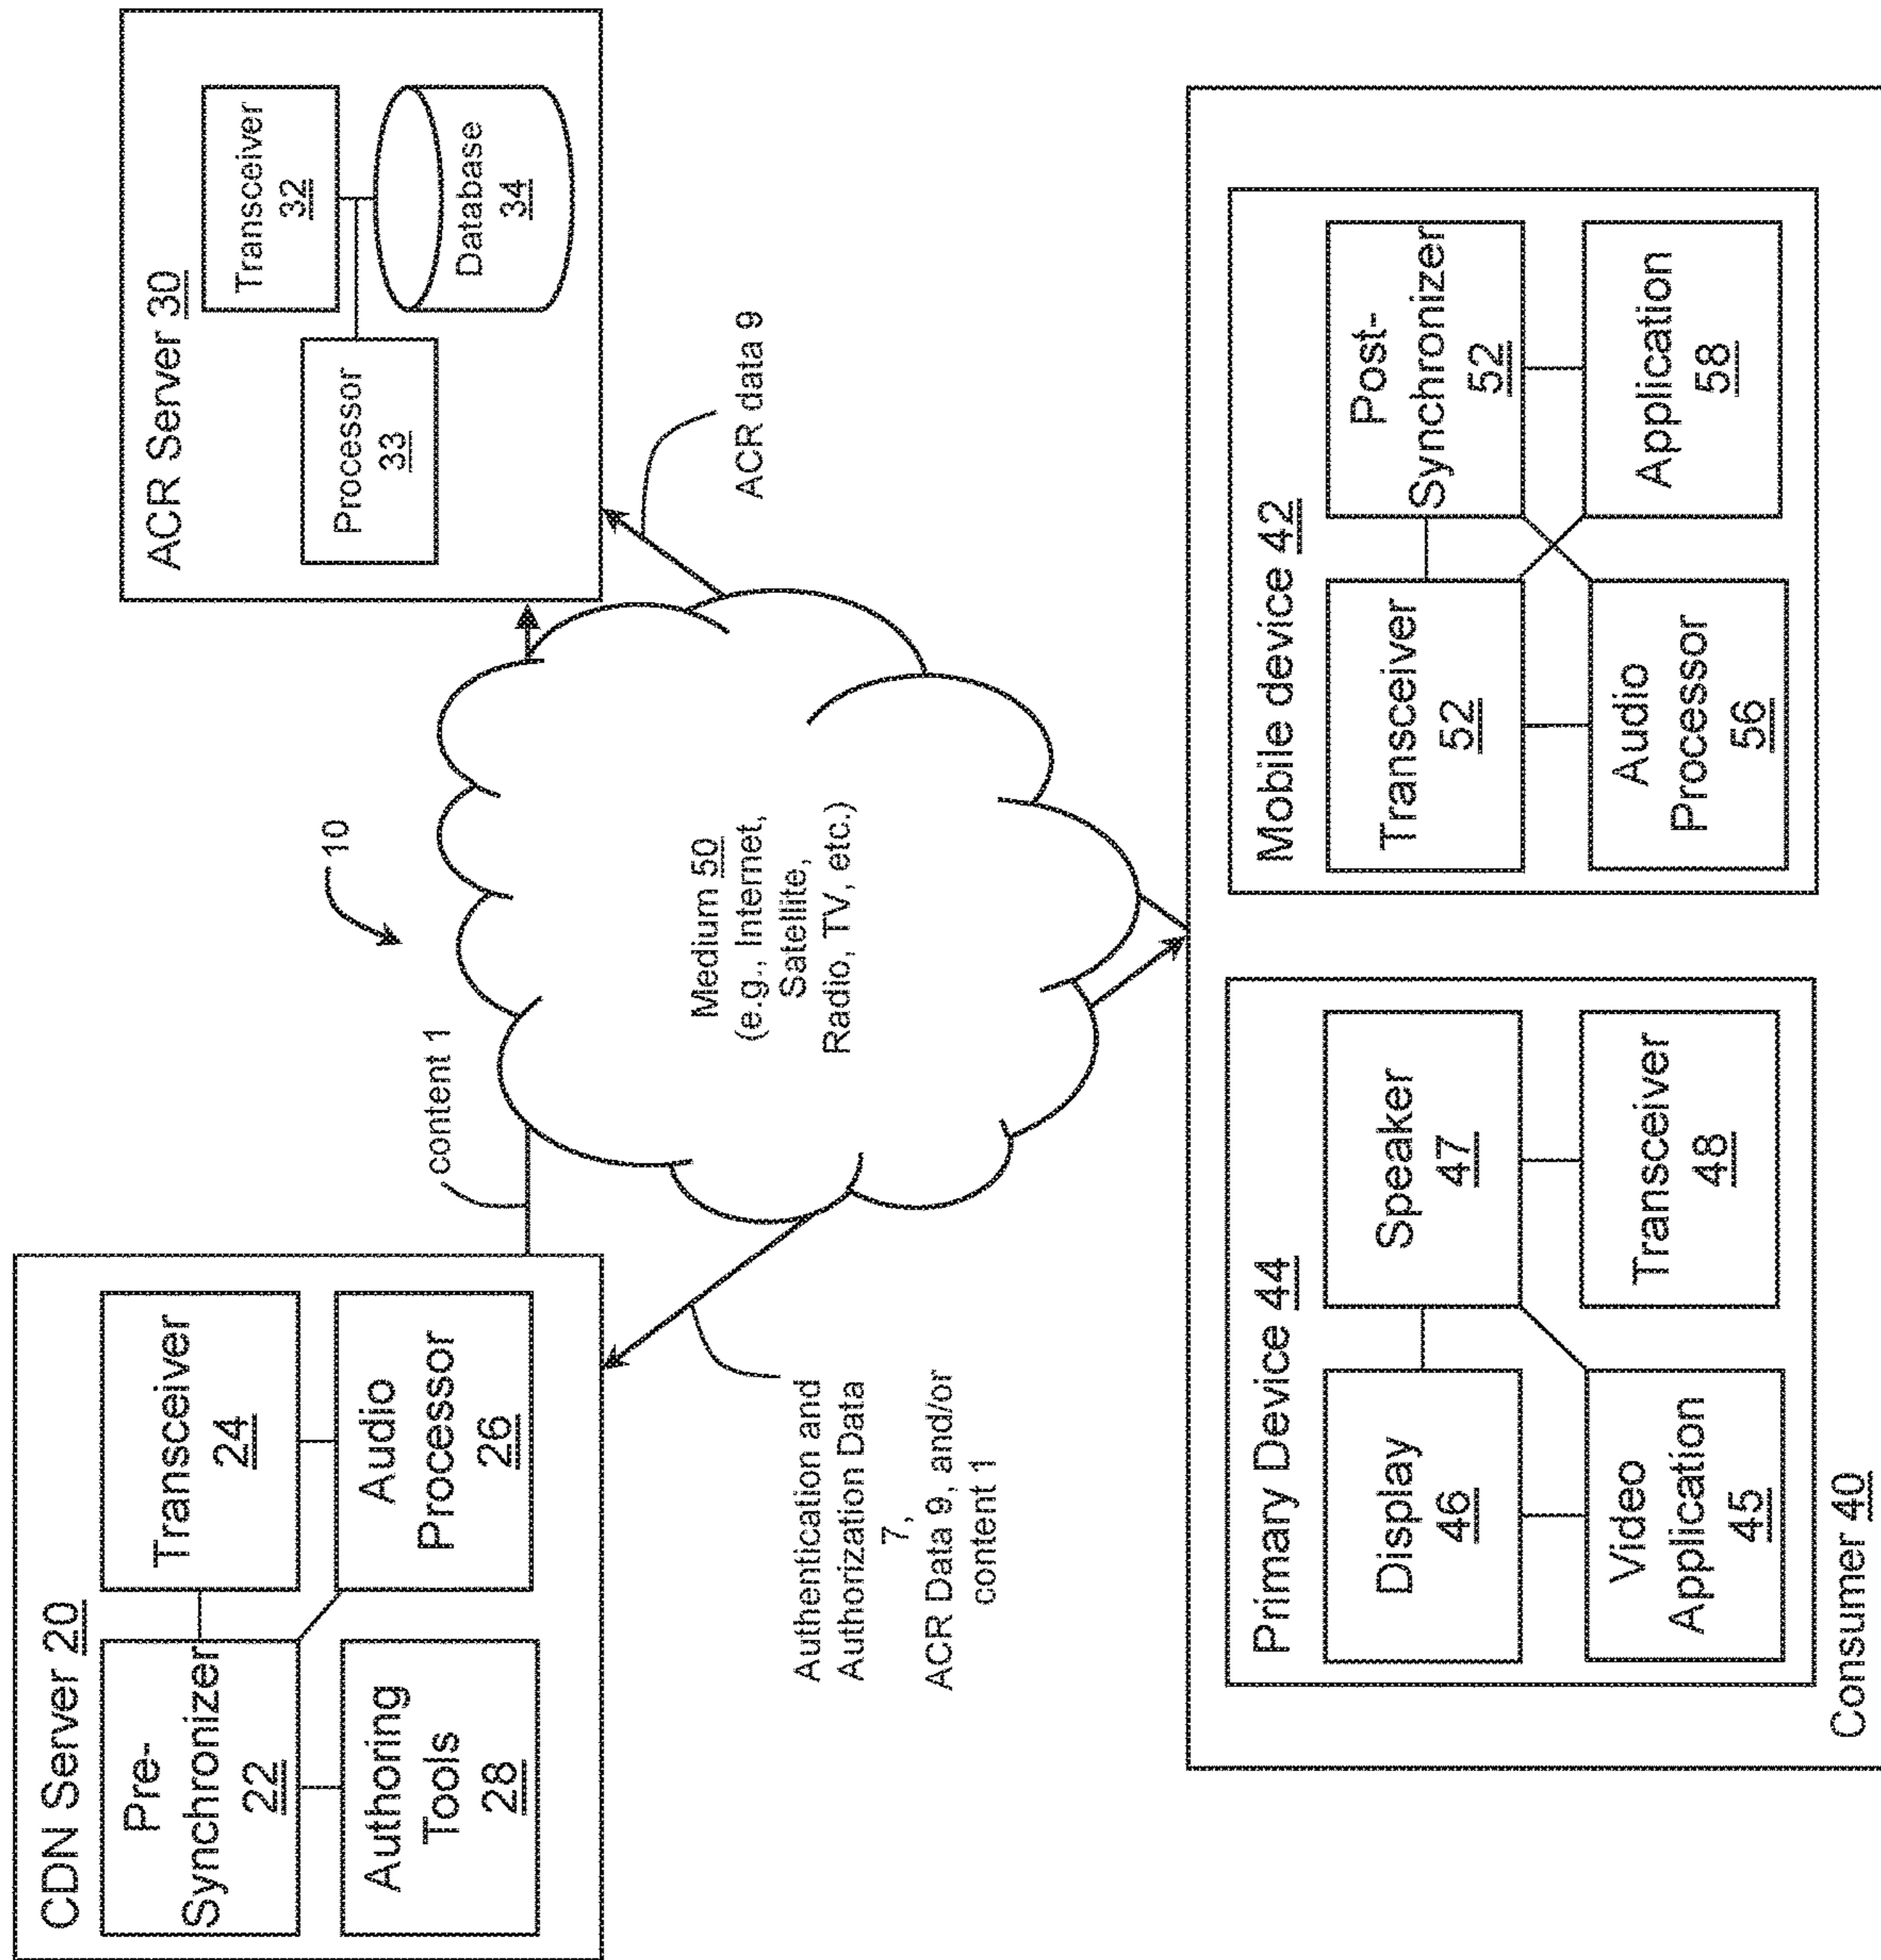 CDN Server 20
Pre-
Synchronizer
22
Transceiver
24
Authoring
Tools
28
Audio
Processor
26
content 1
10
ACR Server 30
Transceiver
32
Processor
33
Database
34
Medium 50
(e.g., Internet,
Satellite,
Radio, TV, etc.)
ACR data 9
Authentication and
Authorization Data
7,
ACR Data 9, and/or
content 1
Primary Device 44
Display
46
Speaker
47
Video
Application
45
Transceiver
48
Mobile device 42
Transceiver
52
Post-
Synchronizer
52
Audio
Processor
56
Application
58
Consumer 40